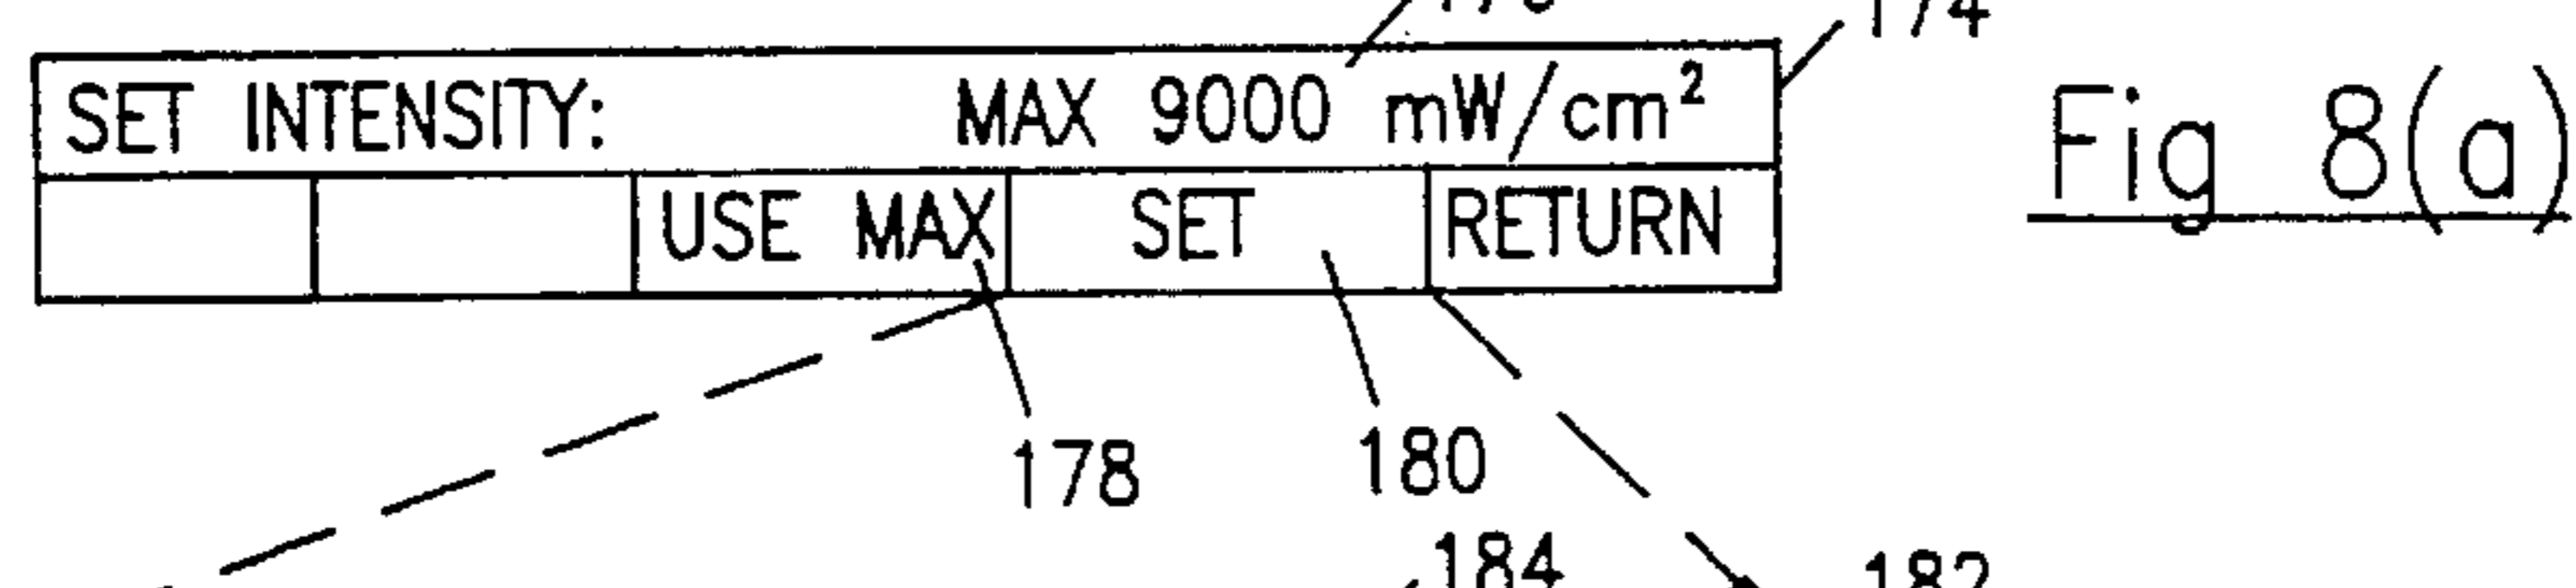 174
SET INTENSITY: MAX 9000 mW/cm²
Fig 8(a)
USE MAX SET RETURN
178 180
184
182